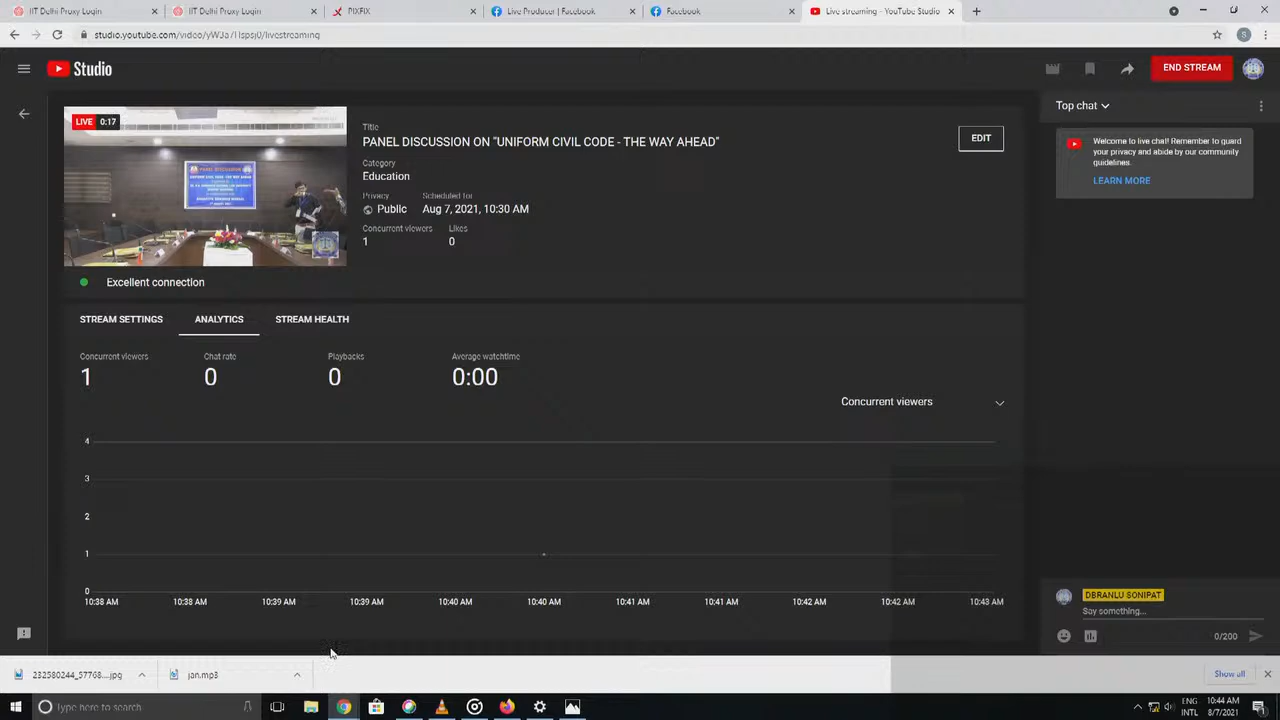 IIT Delhi Proxy Login
IIT Delhi Proxy Login
PIXFIX
Live Producer | Facebook
Facebook
Live streaming - YouTube Studio
Studio
END STREAM
LIVE 0:17
PANEL DISCUSSION
Title
PANEL DISCUSSION ON "UNIFORM CIVIL CODE - THE WAY AHEAD"
EDIT
Category
Education
Privacy
Scheduled for
Public
Aug 7, 2021, 10:30 AM
Concurrent viewers
Likes
1
0
Excellent connection
Top chat
Welcome to live chat! Remember to guard
your privacy and abide by our community
guidelines.
LEARN MORE
STREAM SETTINGS
ANALYTICS
STREAM HEALTH
Concurrent viewers
Chat rate
Playbacks
Average watchtime
1
0
0
0:00
Concurrent viewers
4
3
2
1
0
10:38 AM
10:38 AM
10:39 AM
10:39 AM
10:40 AM
10:40 AM
10:41 AM
10:41 AM
10:42 AM
10:42 AM
10:43 AM
DBRANLU SONIPAT
Say something...
0/200
232580244_57768....jpg
jan.mp3
Show all
Type here to search
ENG
INTL
10:44 AM
8/7/2021